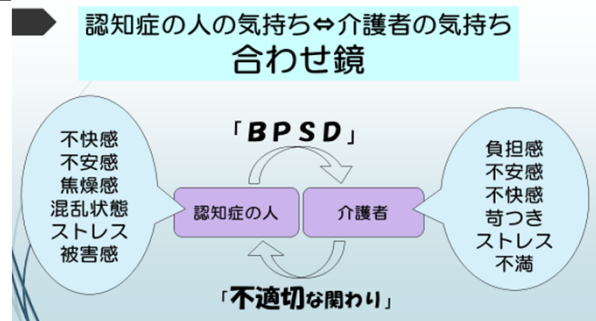 認知症の人の気持ち⇔介護者の気持ち
合わせ鏡
「BPSD」
不快感
不安感
焦燥感
混乱状態
ストレス
被害感
認知症の人
介護者
負担感
不安感
不快感
苛つき
ストレス
不満
「不適切な関わり」